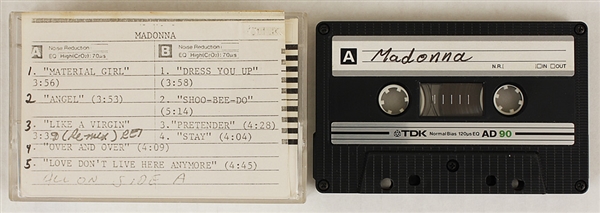 MADONNA
A Noise Reduction:
EQ High(CrO2): 70μs
B Noise Reduction:
EQ High(CrO2): 70μs
1. "MATERIAL GIRL"
3:56)
2 "ANGEL" (3:53)
3. "LIKE A VIRGIN"
3:3 (Remix)
4 "OVER AND OVER" (4:09)
5. "LOVE DON'T LIVE HERE ANYMORE" (4:45)
ALL ON SIDE A
1. "DRESS YOU UP"
(3:58)
2. "SHOO-BEE-DO"
(5:14)
3."PRETENDER" (4:28)
4. "STAY" (4:04)
A Madonna
N.R.: IN OUT
TDK Normal Bias 120μs EQ AD 90